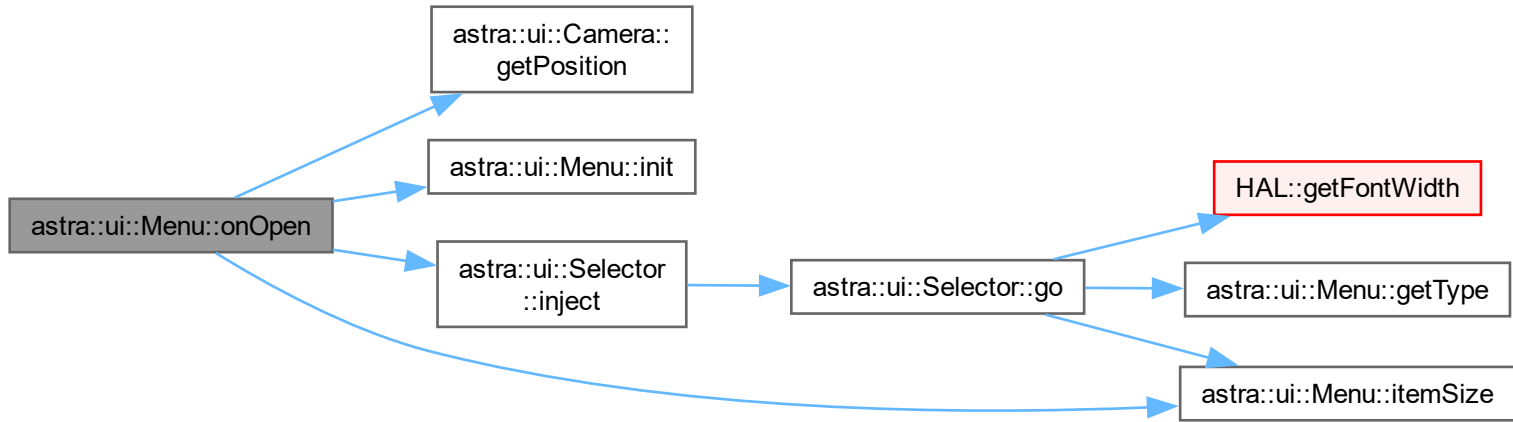 astra::ui::Camera::
getPosition
astra::ui::Menu::init
astra::ui::Menu::onOpen
astra::ui::Selector
::inject
astra::ui::Selector::go
HAL::getFontWidth
astra::ui::Menu::getType
astra::ui::Menu::itemSize